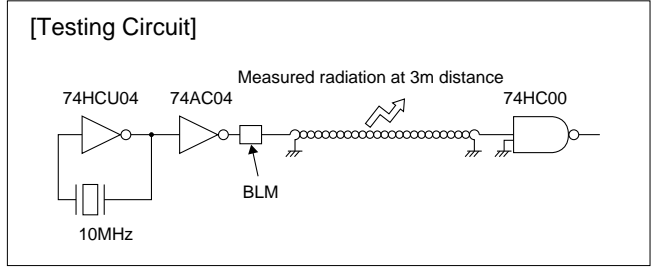 [Testing Circuit]
Measured radiation at 3m distance
74HCU04
74AC04
74HC00
BLM
10MHz